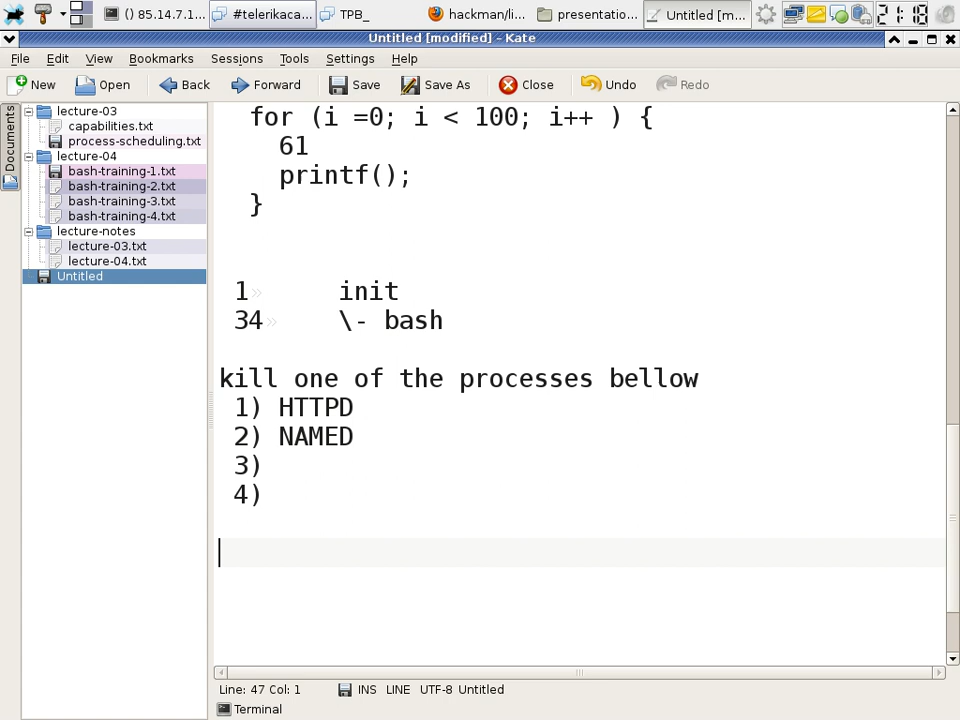 () 85.14.7.1... #telerikaca... TPB_ hackman/li... presentatio... Untitled [m... 21:18
Untitled [modified] – Kate
File Edit View Bookmarks Sessions Tools Settings Help
New Open Back Forward Save Save As Close Undo Redo
Documents
lecture-03
capabilities.txt
process-scheduling.txt
lecture-04
bash-training-1.txt
bash-training-2.txt
bash-training-3.txt
bash-training-4.txt
lecture-notes
lecture-03.txt
lecture-04.txt
Untitled
for (i =0; i < 100; i++ ) {
61
printf();
}
1» init
34» \- bash
kill one of the processes bellow
1) HTTPD
2) NAMED
3)
4)
Line: 47 Col: 1 INS LINE UTF-8 Untitled
Terminal